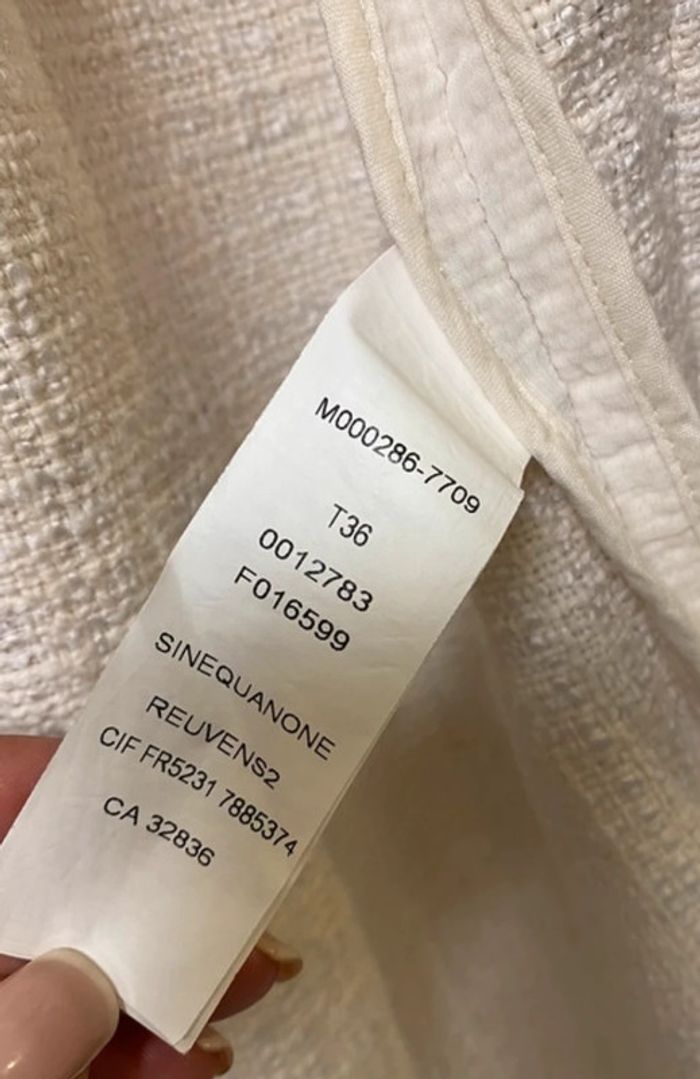 M000286-7709
T36
0012783
F016599
SINEQUANONE
REUVENS2
CIF FR5231 7885374
CA 32836